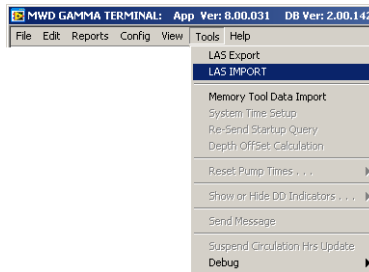 MWD GAMMA TERMINAL: App Ver: 8.00.031 DB Ver: 2.00.142
File Edit Reports Config View Tools Help
LAS Export
LAS IMPORT
Memory Tool Data Import
System Time Setup
Re-Send Startup Query
Depth OffSet Calculation
Reset Pump Times . . .
Show or Hide DD Indicators . . .
Send Message
Suspend Circulation Hrs Update
Debug